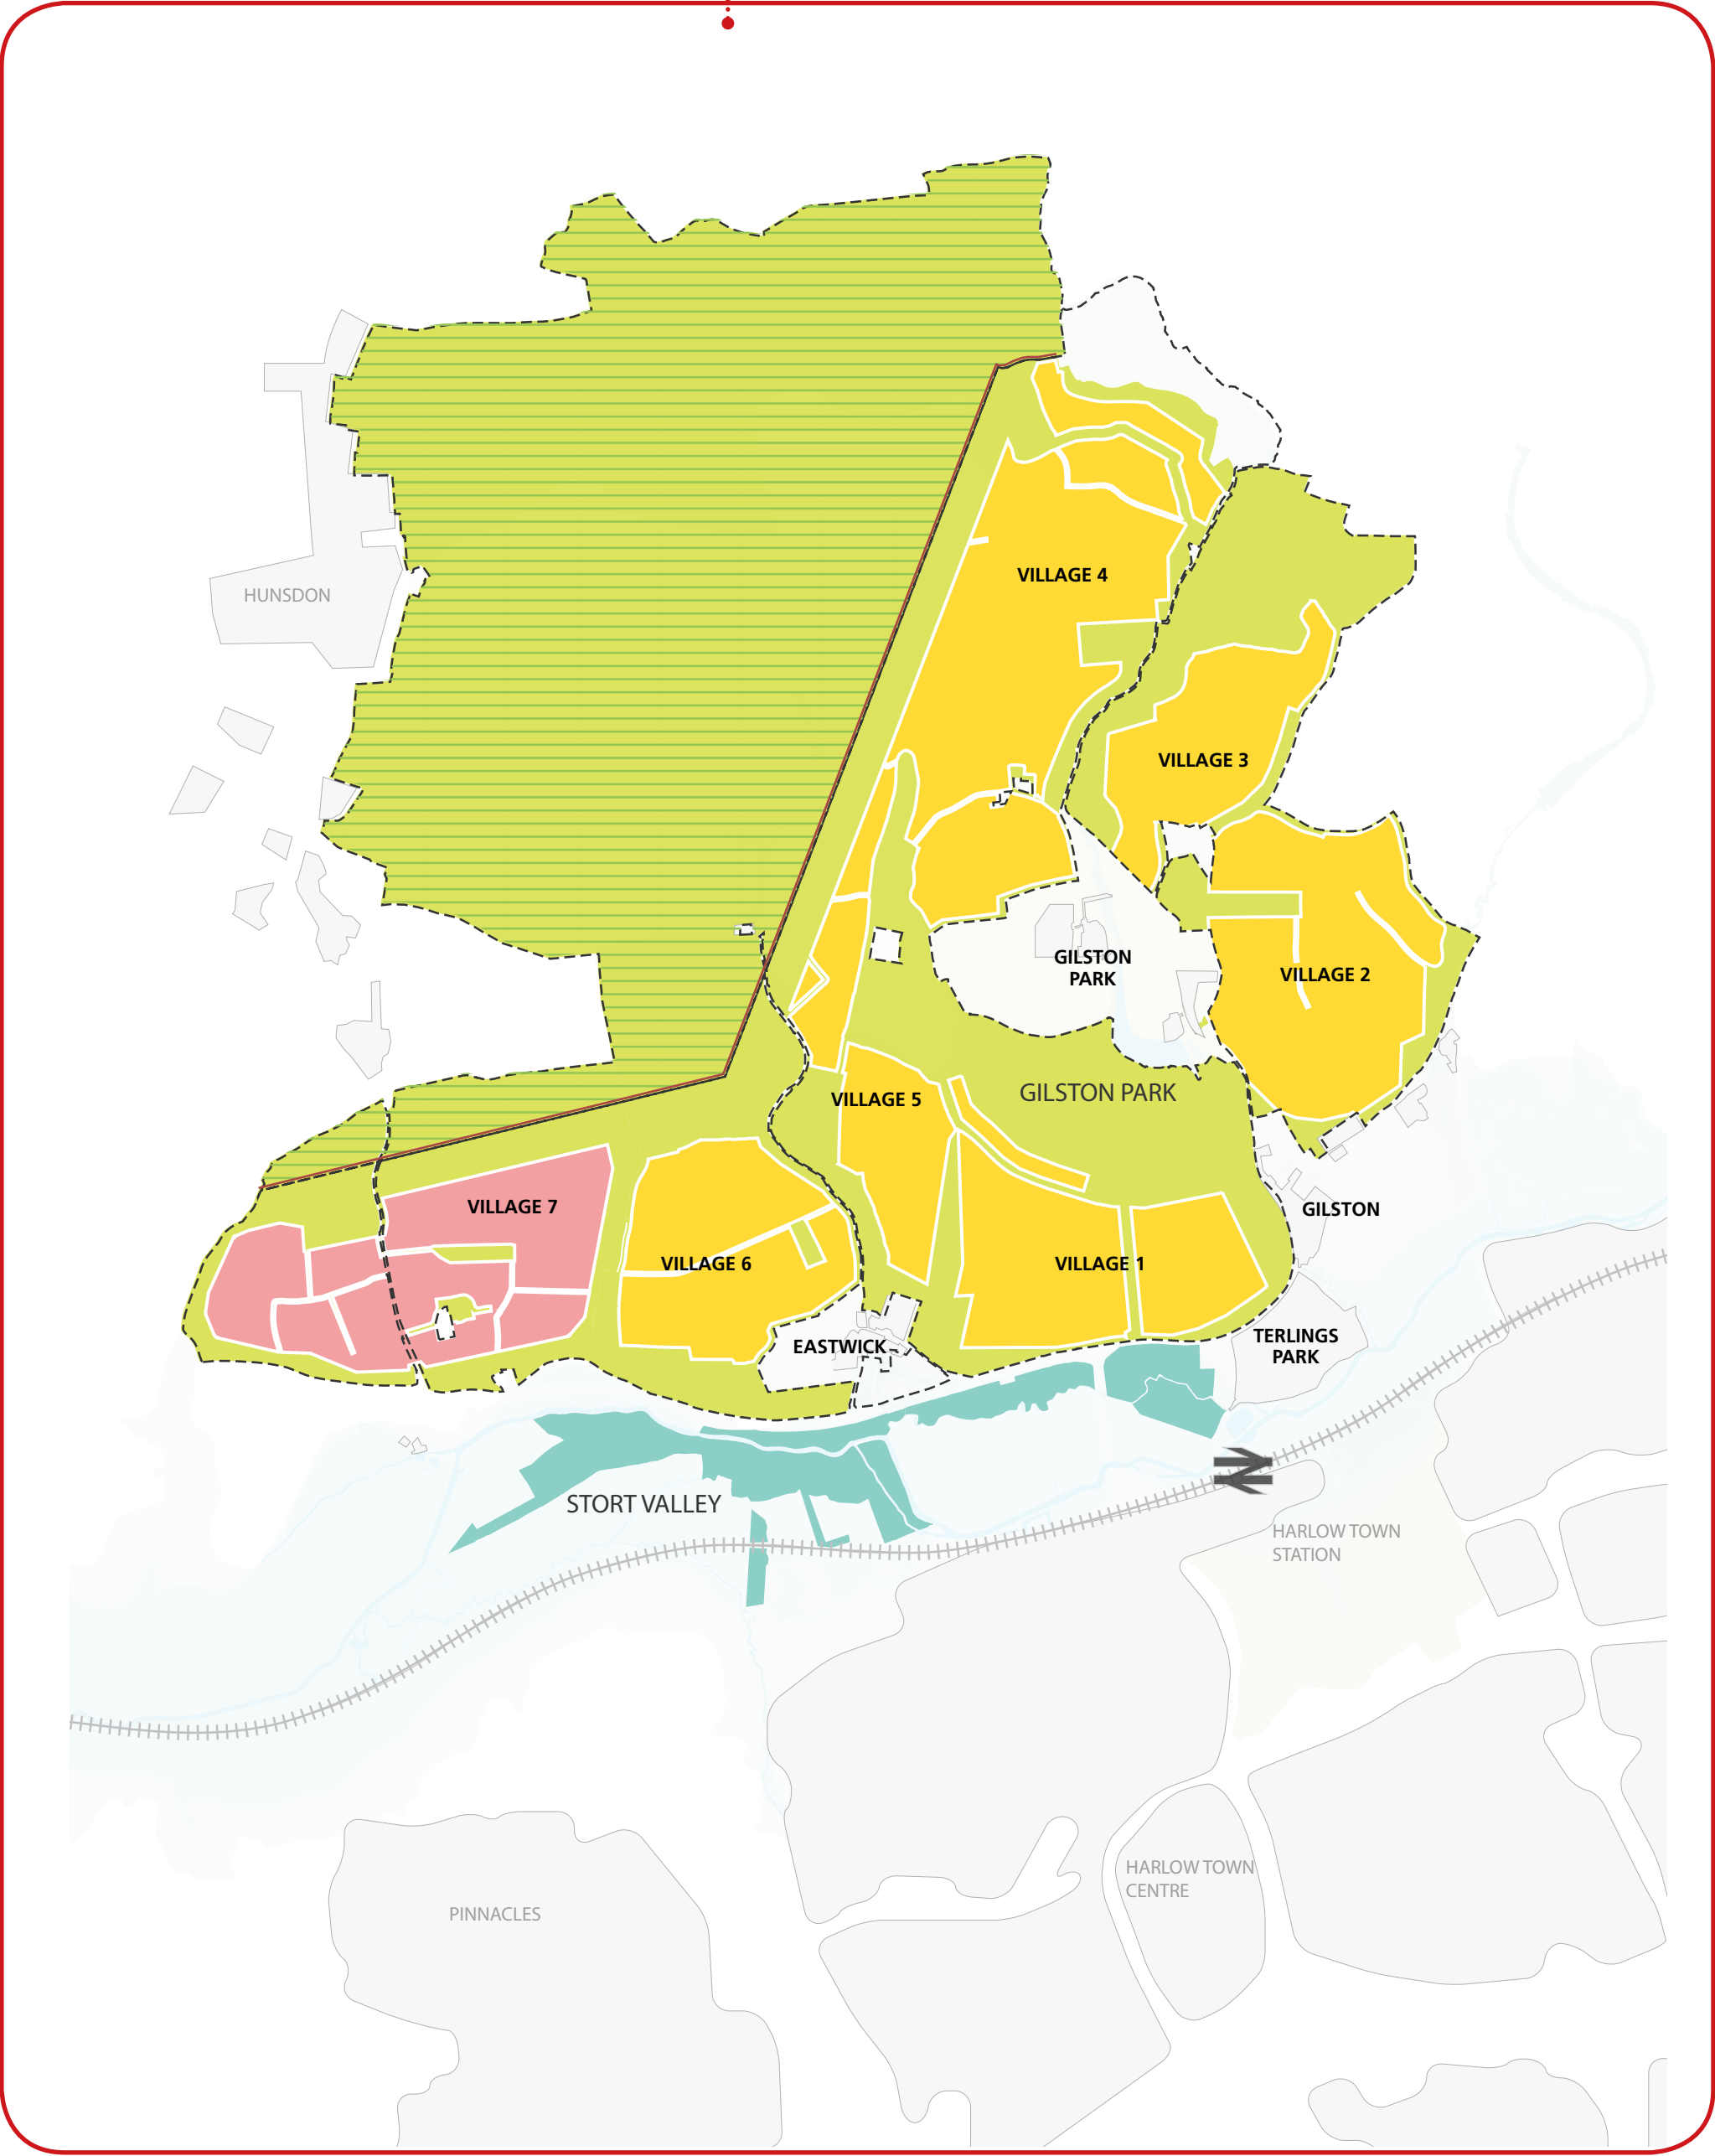 VILLAGE 4
HUNSDON
VILLAGE 3
GILSTON
PARK
VILLAGE 2
GILSTON PARK
VILLAGE 5
VILLAGE 7
GILSTON
VILLAGE 6
VILLAGE 1
EASTWICK
TERLINGS
PARK
STORT VALLEY
HARLOW TOWN
STATION
HARLOW TOWN
CENTRE
PINNACLES